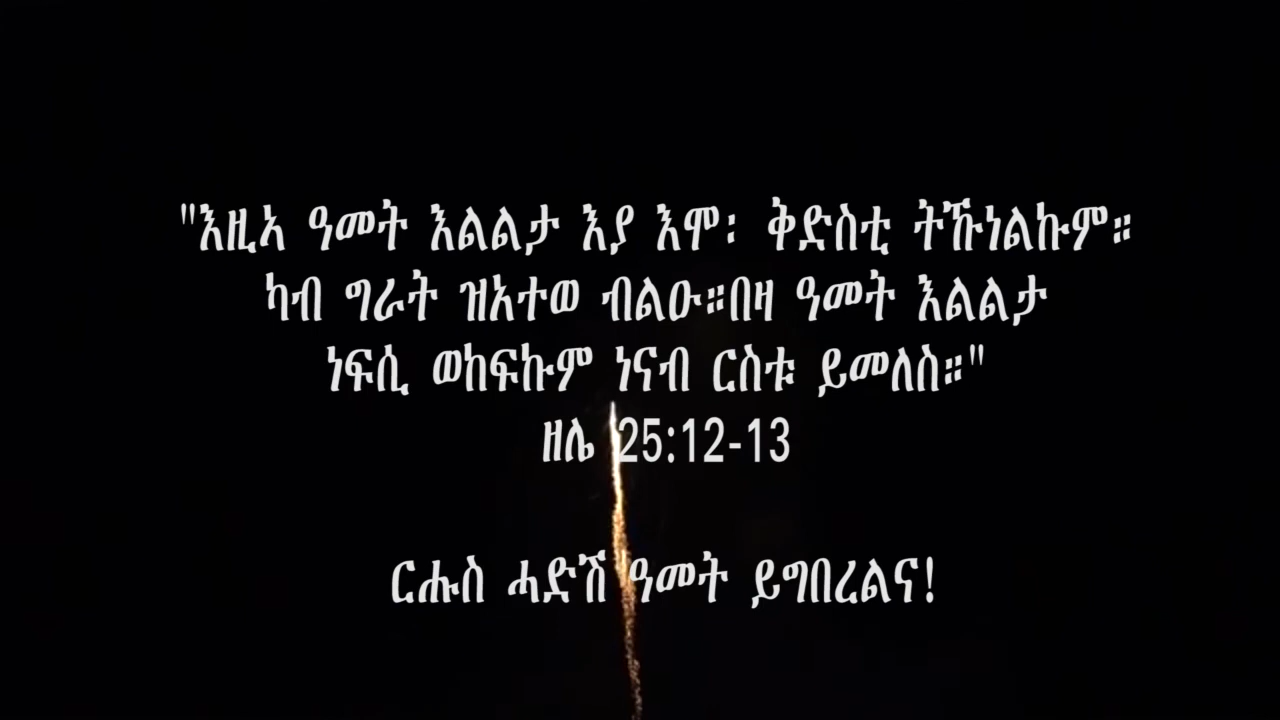 "እዚኣ ዓመት እልልታ እያ እሞ፡ ቅድስቲ ትኹነልኩም።
ካብ ግራት ዝአተወ ብልዑ።በዛ ዓመት እልልታ
ነፍሲ ወከፍኩም ነናብ ርስቱ ይመለስ።"
ዘሌ 25:12-13
ርሑስ ሓድሽ ዓመት ይግበረልና!